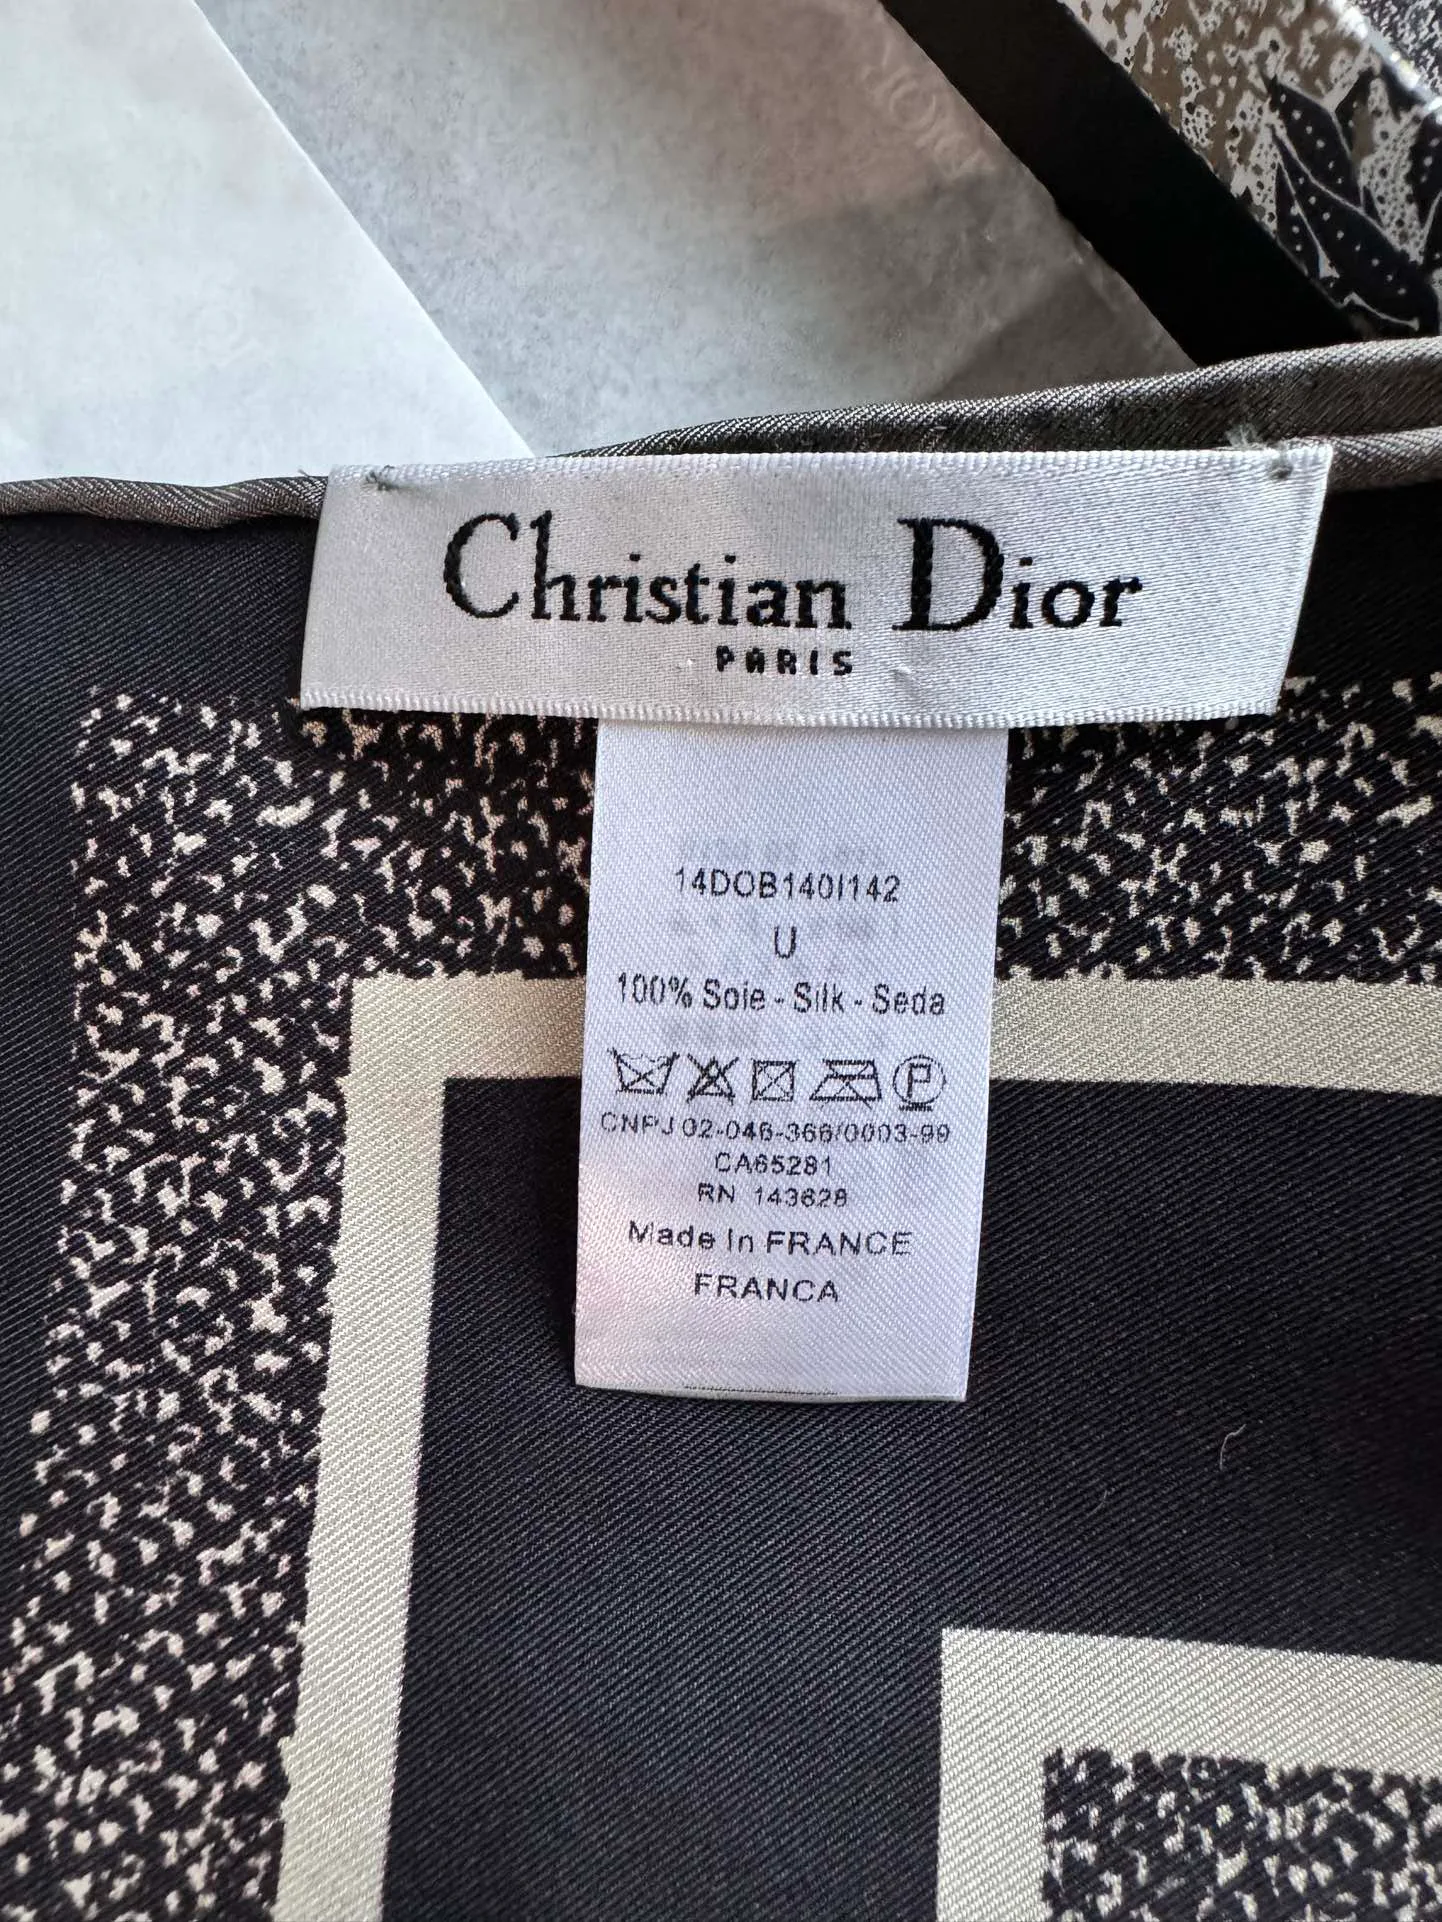 Christian Dior
PARIS
14DOB140I142
U
100% Soie - Silk - Seda
P
CNPJ 02-046-366/0003-99
CA65281
RN 143628
Made In FRANCE
FRANCA